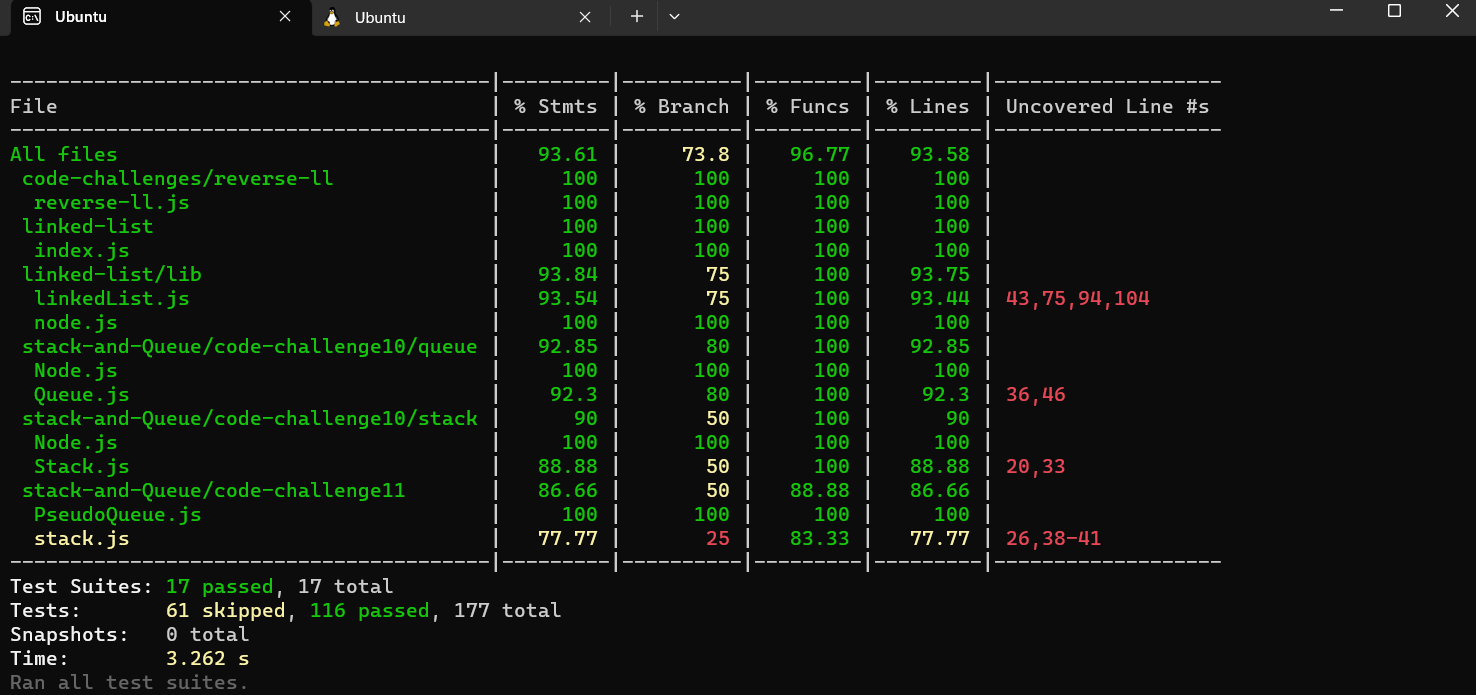 Ubuntu Ubuntu
-----------------------------------------|---------|----------|---------|---------|-------------------
File                                     | % Stmts | % Branch | % Funcs | % Lines | Uncovered Line #s
-----------------------------------------|---------|----------|---------|---------|-------------------
All files                                |   93.61 |     73.8 |   96.77 |   93.58 |
 code-challenges/reverse-ll              |     100 |      100 |     100 |     100 |
  reverse-ll.js                          |     100 |      100 |     100 |     100 |
 linked-list                             |     100 |      100 |     100 |     100 |
  index.js                               |     100 |      100 |     100 |     100 |
 linked-list/lib                         |   93.84 |       75 |     100 |   93.75 |
  linkedList.js                          |   93.54 |       75 |     100 |   93.44 | 43,75,94,104
  node.js                                |     100 |      100 |     100 |     100 |
 stack-and-Queue/code-challenge10/queue  |   92.85 |       80 |     100 |   92.85 |
  Node.js                                |     100 |      100 |     100 |     100 |
  Queue.js                               |    92.3 |       80 |     100 |    92.3 | 36,46
 stack-and-Queue/code-challenge10/stack  |      90 |       50 |     100 |      90 |
  Node.js                                |     100 |      100 |     100 |     100 |
  Stack.js                               |   88.88 |       50 |     100 |   88.88 | 20,33
 stack-and-Queue/code-challenge11        |   86.66 |       50 |   88.88 |   86.66 |
  PseudoQueue.js                         |     100 |      100 |     100 |     100 |
  stack.js                               |   77.77 |       25 |   83.33 |   77.77 | 26,38-41
-----------------------------------------|---------|----------|---------|---------|-------------------
Test Suites: 17 passed, 17 total
Tests:       61 skipped, 116 passed, 177 total
Snapshots:   0 total
Time:        3.262 s
Ran all test suites.